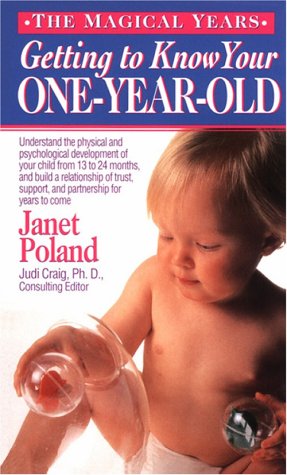 • THE MAGICAL YEARS •
Getting to Know Your
ONE-YEAR-OLD
Understand the physical and
psychological development of
your child from 13 to 24 months,
and build a relationship of trust,
support, and partnership for
years to come
Janet
Poland
Judi Craig, Ph. D.,
Consulting Editor